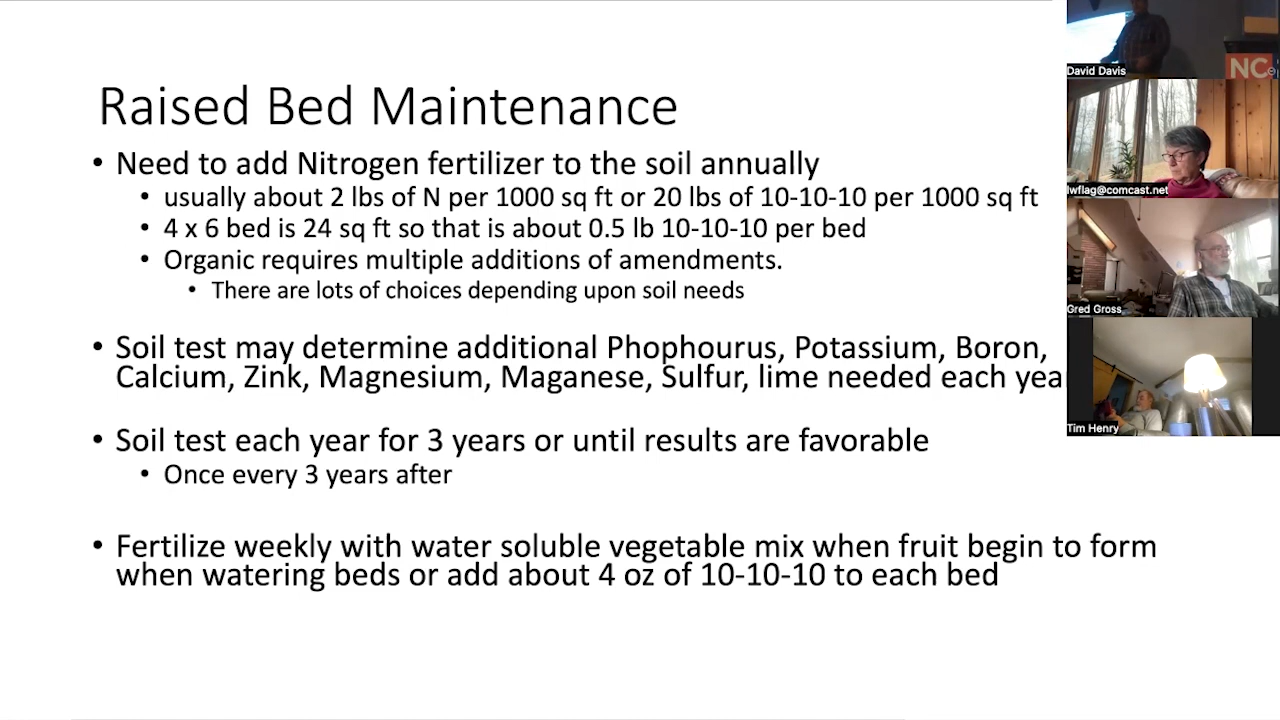 Raised Bed Maintenance
• Need to add Nitrogen fertilizer to the soil annually
• usually about 2 lbs of N per 1000 sq ft or 20 lbs of 10-10-10 per 1000 sq ft
• 4 x 6 bed is 24 sq ft so that is about 0.5 lb 10-10-10 per bed
• Organic requires multiple additions of amendments.
• There are lots of choices depending upon soil needs
• Soil test may determine additional Phophourus, Potassium, Boron,
Calcium, Zink, Magnesium, Maganese, Sulfur, lime needed each yea
• Soil test each year for 3 years or until results are favorable
• Once every 3 years after
• Fertilize weekly with water soluble vegetable mix when fruit begin to form
when watering beds or add about 4 oz of 10-10-10 to each bed
David Davis
NC
lwflag@comcast.net
Gred Gross
Tim Henry